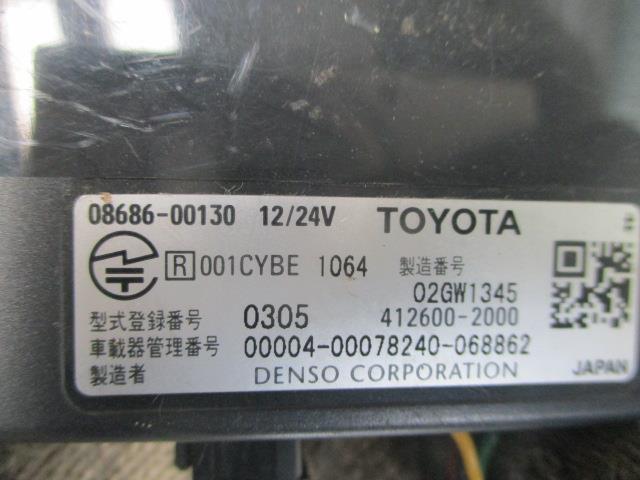 08686-00130 12/24V TOYOTA
R 001CYBE 1064 製造番号
02GW1345
型式登録番号 0305 412600-2000
車載器管理番号 00004-00078240-068862
製造者 DENSO CORPORATION JAPAN